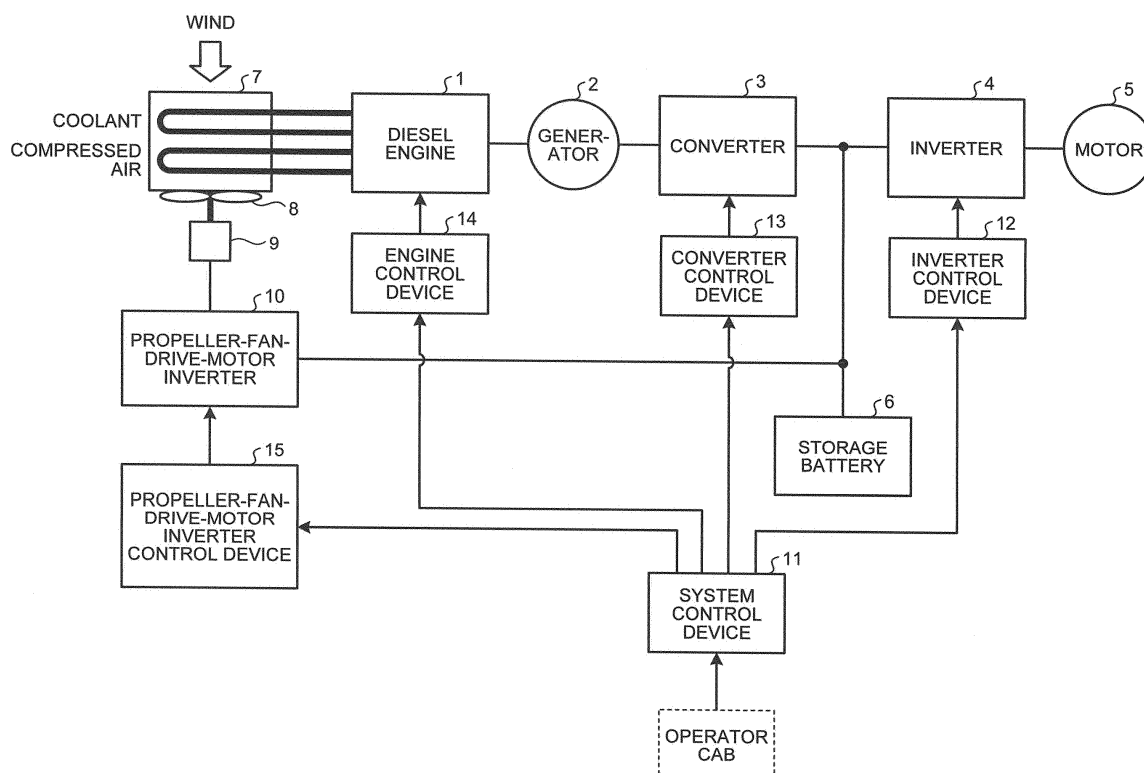 WIND
7
COOLANT
COMPRESSED
AIR
8
9
1
DIESEL
ENGINE
2
GENER-
ATOR
3
CONVERTER
4
INVERTER
5
MOTOR
14
ENGINE
CONTROL
DEVICE
13
CONVERTER
CONTROL
DEVICE
12
INVERTER
CONTROL
DEVICE
10
PROPELLER-FAN-
DRIVE-MOTOR
INVERTER
6
STORAGE
BATTERY
15
PROPELLER-FAN-
DRIVE-MOTOR
INVERTER
CONTROL DEVICE
11
SYSTEM
CONTROL
DEVICE
OPERATOR
CAB